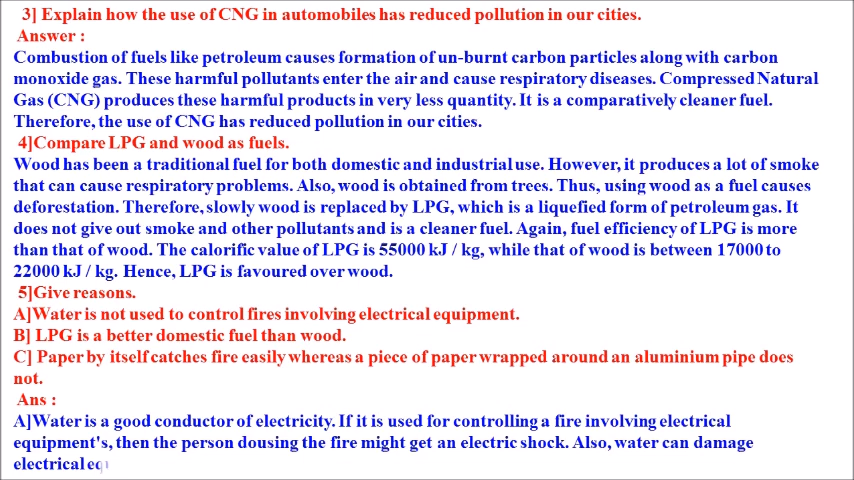 3] Explain how the use of CNG in automobiles has reduced pollution in our cities.
Answer :
Combustion of fuels like petroleum causes formation of un-burnt carbon particles along with carbon
monoxide gas. These harmful pollutants enter the air and cause respiratory diseases. Compressed Natural
Gas (CNG) produces these harmful products in very less quantity. It is a comparatively cleaner fuel.
Therefore, the use of CNG has reduced pollution in our cities.
4]Compare LPG and wood as fuels.
Wood has been a traditional fuel for both domestic and industrial use. However, it produces a lot of smoke
that can cause respiratory problems. Also, wood is obtained from trees. Thus, using wood as a fuel causes
deforestation. Therefore, slowly wood is replaced by LPG, which is a liquefied form of petroleum gas. It
does not give out smoke and other pollutants and is a cleaner fuel. Again, fuel efficiency of LPG is more
than that of wood. The calorific value of LPG is 55000 kJ / kg, while that of wood is between 17000 to
22000 kJ / kg. Hence, LPG is favoured over wood.
5]Give reasons.
A]Water is not used to control fires involving electrical equipment.
B] LPG is a better domestic fuel than wood.
C] Paper by itself catches fire easily whereas a piece of paper wrapped around an aluminium pipe does
not.
Ans :
A]Water is a good conductor of electricity. If it is used for controlling a fire involving electrical
equipment's, then the person dousing the fire might get an electric shock. Also, water can damage
electrical eq